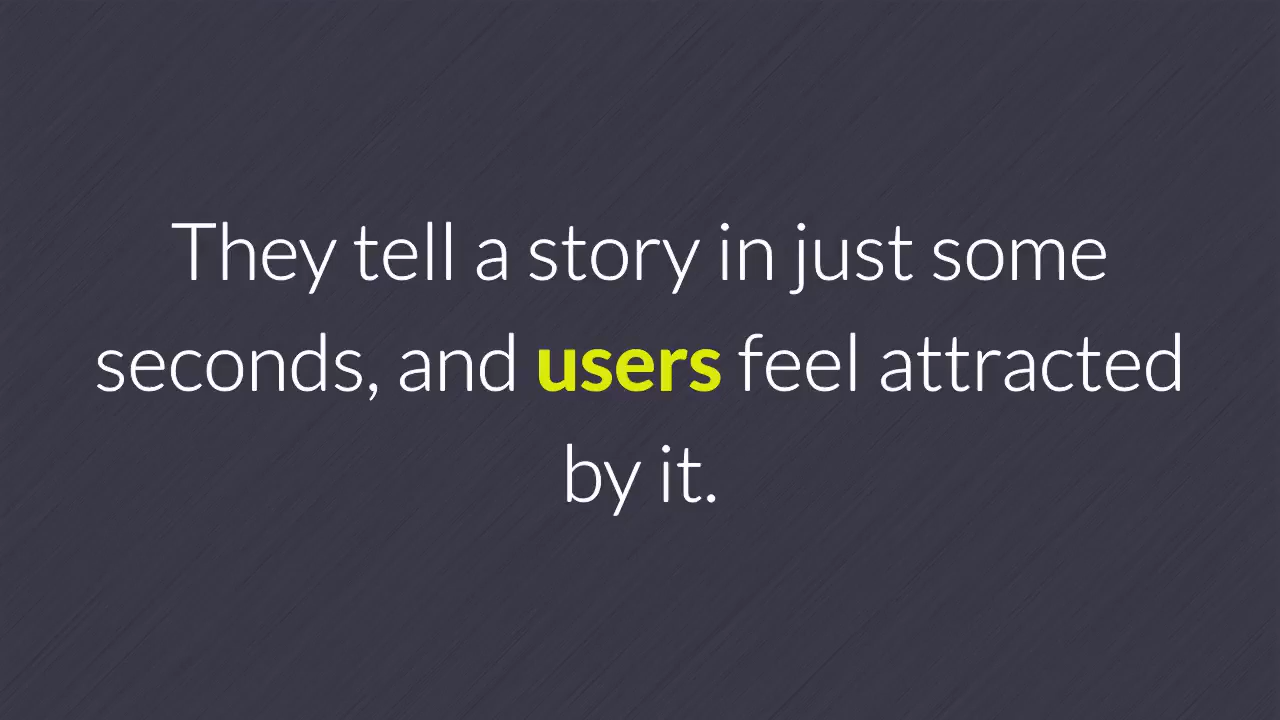 They tell a story in just some
seconds, and users feel attracted
by it.